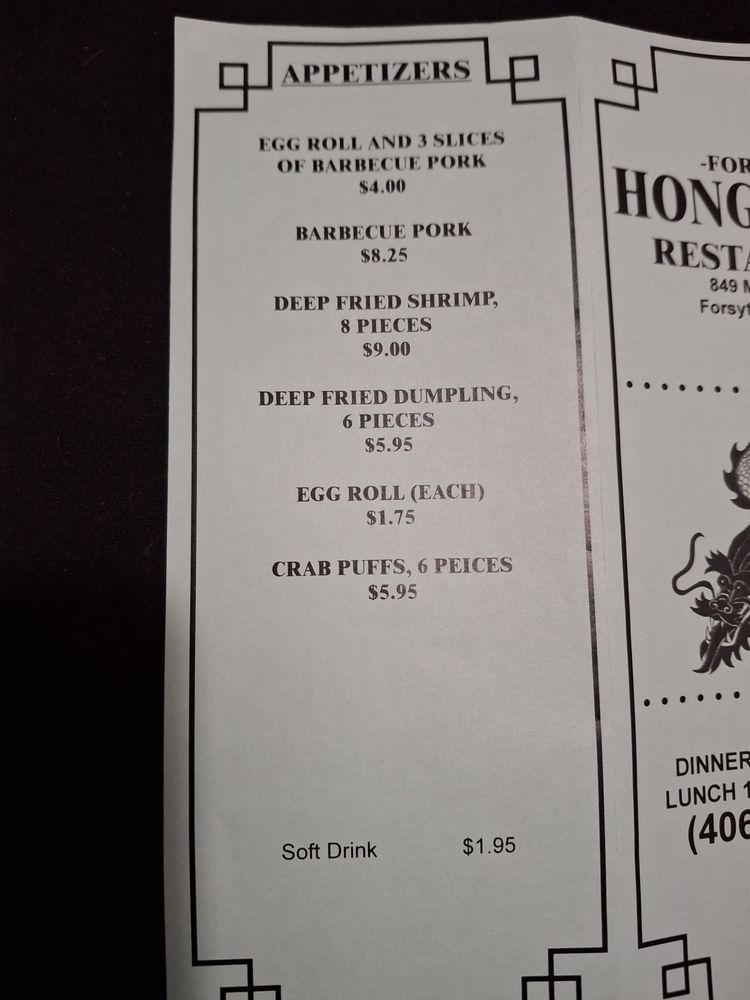 APPETIZERS
EGG ROLL AND 3 SLICES
OF BARBECUE PORK
$4.00
BARBECUE PORK
$8.25
DEEP FRIED SHRIMP,
8 PIECES
$9.00
DEEP FRIED DUMPLING,
6 PIECES
$5.95
EGG ROLL (EACH)
$1.75
CRAB PUFFS, 6 PEICES
$5.95
Soft Drink $1.95
-FOR
HONG
RESTA
849 M
Forsyt
DINNER
LUNCH 1
(406